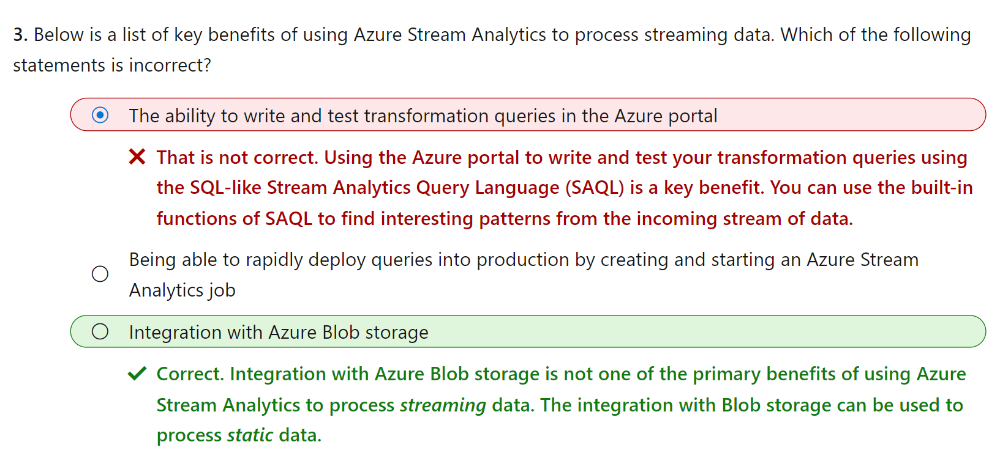 3. Below is a list of key benefits of using Azure Stream Analytics to process streaming data. Which of the following
statements is incorrect?
The ability to write and test transformation queries in the Azure portal
That is not correct. Using the Azure portal to write and test your transformation queries using
the SQL-like Stream Analytics Query Language (SAQL) is a key benefit. You can use the built-in
functions of SAQL to find interesting patterns from the incoming stream of data.
Being able to rapidly deploy queries into production by creating and starting an Azure Stream
Analytics job
Integration with Azure Blob storage
Correct. Integration with Azure Blob storage is not one of the primary benefits of using Azure
Stream Analytics to process streaming data. The integration with Blob storage can be used to
process static data.